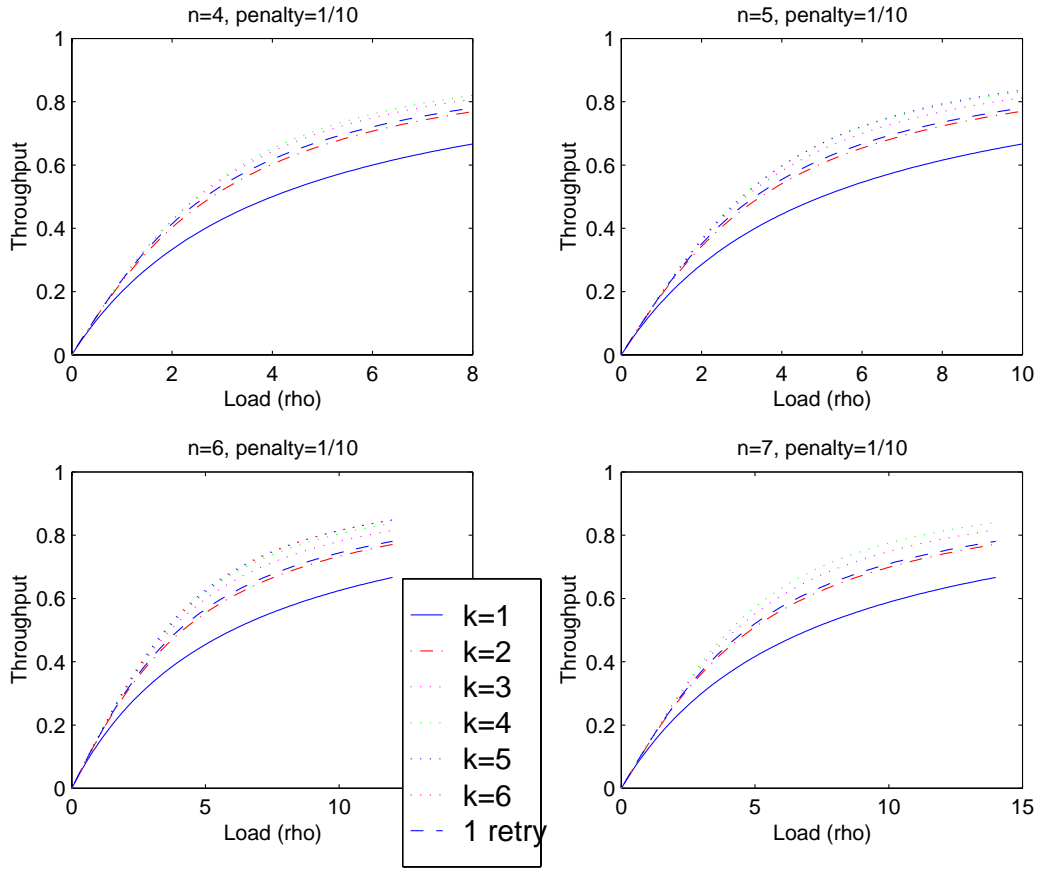 n=4, penalty=1/10
1
0.8
0.6
0.4
0.2
0
Throughput
0 2 4 6 8
Load (rho)
n=5, penalty=1/10
1
0.8
0.6
0.4
0.2
0
Throughput
0 2 4 6 8 10
Load (rho)
n=6, penalty=1/10
1
0.8
0.6
0.4
0.2
0
Throughput
0 5 10
Load (rho)
k=1
k=2
k=3
k=4
k=5
k=6
1 retry
n=7, penalty=1/10
1
0.8
0.6
0.4
0.2
0
Throughput
0 5 10 15
Load (rho)